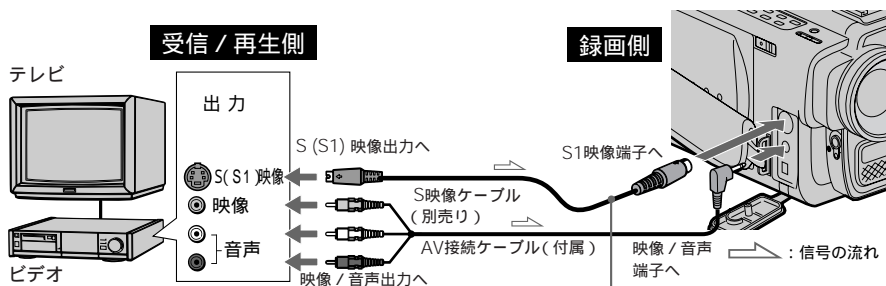 受信 / 再生側
録画側
テレビ
出力
S (S1) 映像出力へ
S1映像端子へ
S(S1)映像
S映像ケーブル
(別売り)
映像
音声
AV接続ケーブル(付属)
映像 / 音声
端子へ
: 信号の流れ
ビデオ
映像 / 音声出力へ